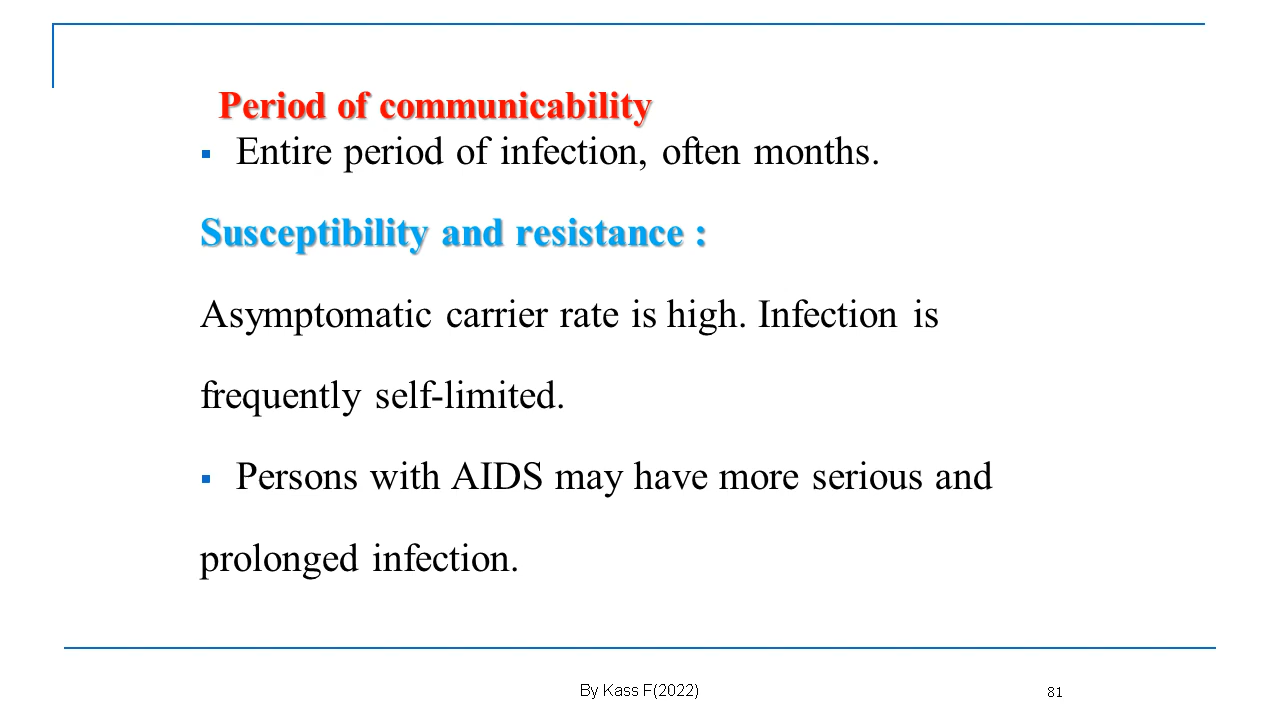 Period of communicability
▪ Entire period of infection, often months.
Susceptibility and resistance :
Asymptomatic carrier rate is high. Infection is
frequently self-limited.
▪ Persons with AIDS may have more serious and
prolonged infection.
By Kass F(2022)
81